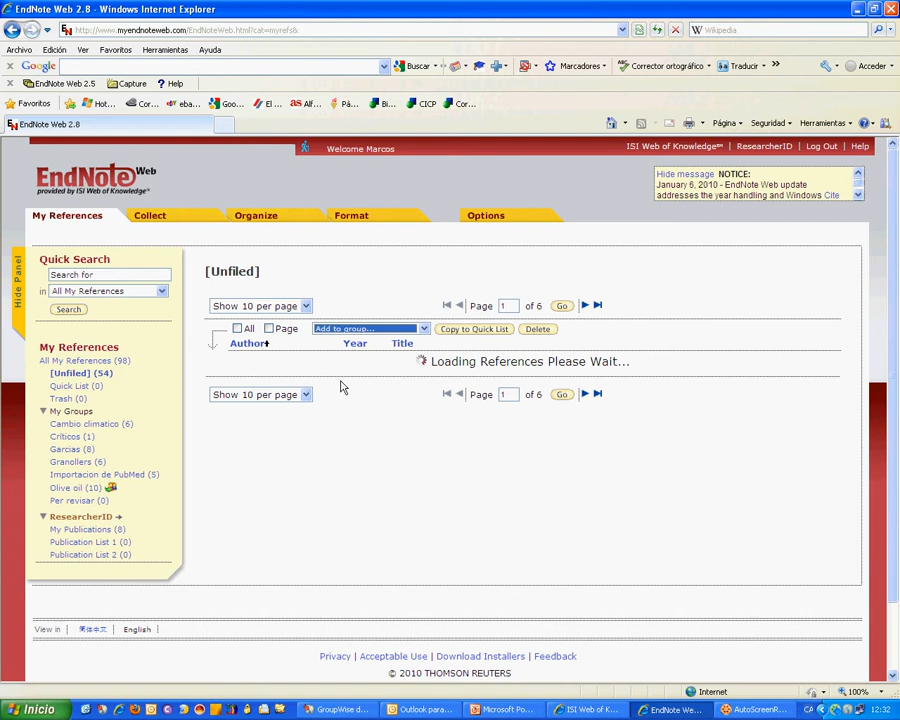 EndNote Web 2.8 - Windows Internet Explorer
http://www.myendnoteweb.com/EndNoteWeb.html?cat=myrefs&
Wikipedia
Archivo Edición Ver Favoritos Herramientas Ayuda
Google Buscar Marcadores Corrector ortográfico Traducir Acceder
EndNote Web 2.5 Capture Help
Favoritos Hot... Cor... eba... Goo... El ... as Alf... Pá... Bi... CICP Cor...
EndNote Web 2.8
Página Seguridad Herramientas
Welcome Marcos
ISI Web of Knowledge℠ ResearcherID Log Out Help
EndNote Web
provided by ISI Web of Knowledge
Hide message NOTICE:
January 6, 2010 - EndNote Web update
addresses the year handling and Windows Cite
My References Collect Organize Format Options
Hide Panel
Quick Search
Search for
in All My References
Search
My References
All My References (98)
[Unfiled] (54)
Quick List (0)
Trash (0)
My Groups
Cambio climatico (6)
Críticos (1)
Garcias (8)
Granollers (6)
Importacion de PubMed (5)
Olive oil (10)
Per revisar (0)
ResearcherID
My Publications (8)
Publication List 1 (0)
Publication List 2 (0)
[Unfiled]
Show 10 per page Page 1 of 6 Go
All Page Add to group... Copy to Quick List Delete
Author Year Title
Loading References Please Wait...
Show 10 per page Page 1 of 6 Go
View in 简体中文 English
Privacy | Acceptable Use | Download Installers | Feedback
© 2010 THOMSON REUTERS
Internet 100%
Inicio GroupWise d... Outlook para... Microsoft Po... ISI Web of K... EndNote We... AutoScreenR... CA 12:32